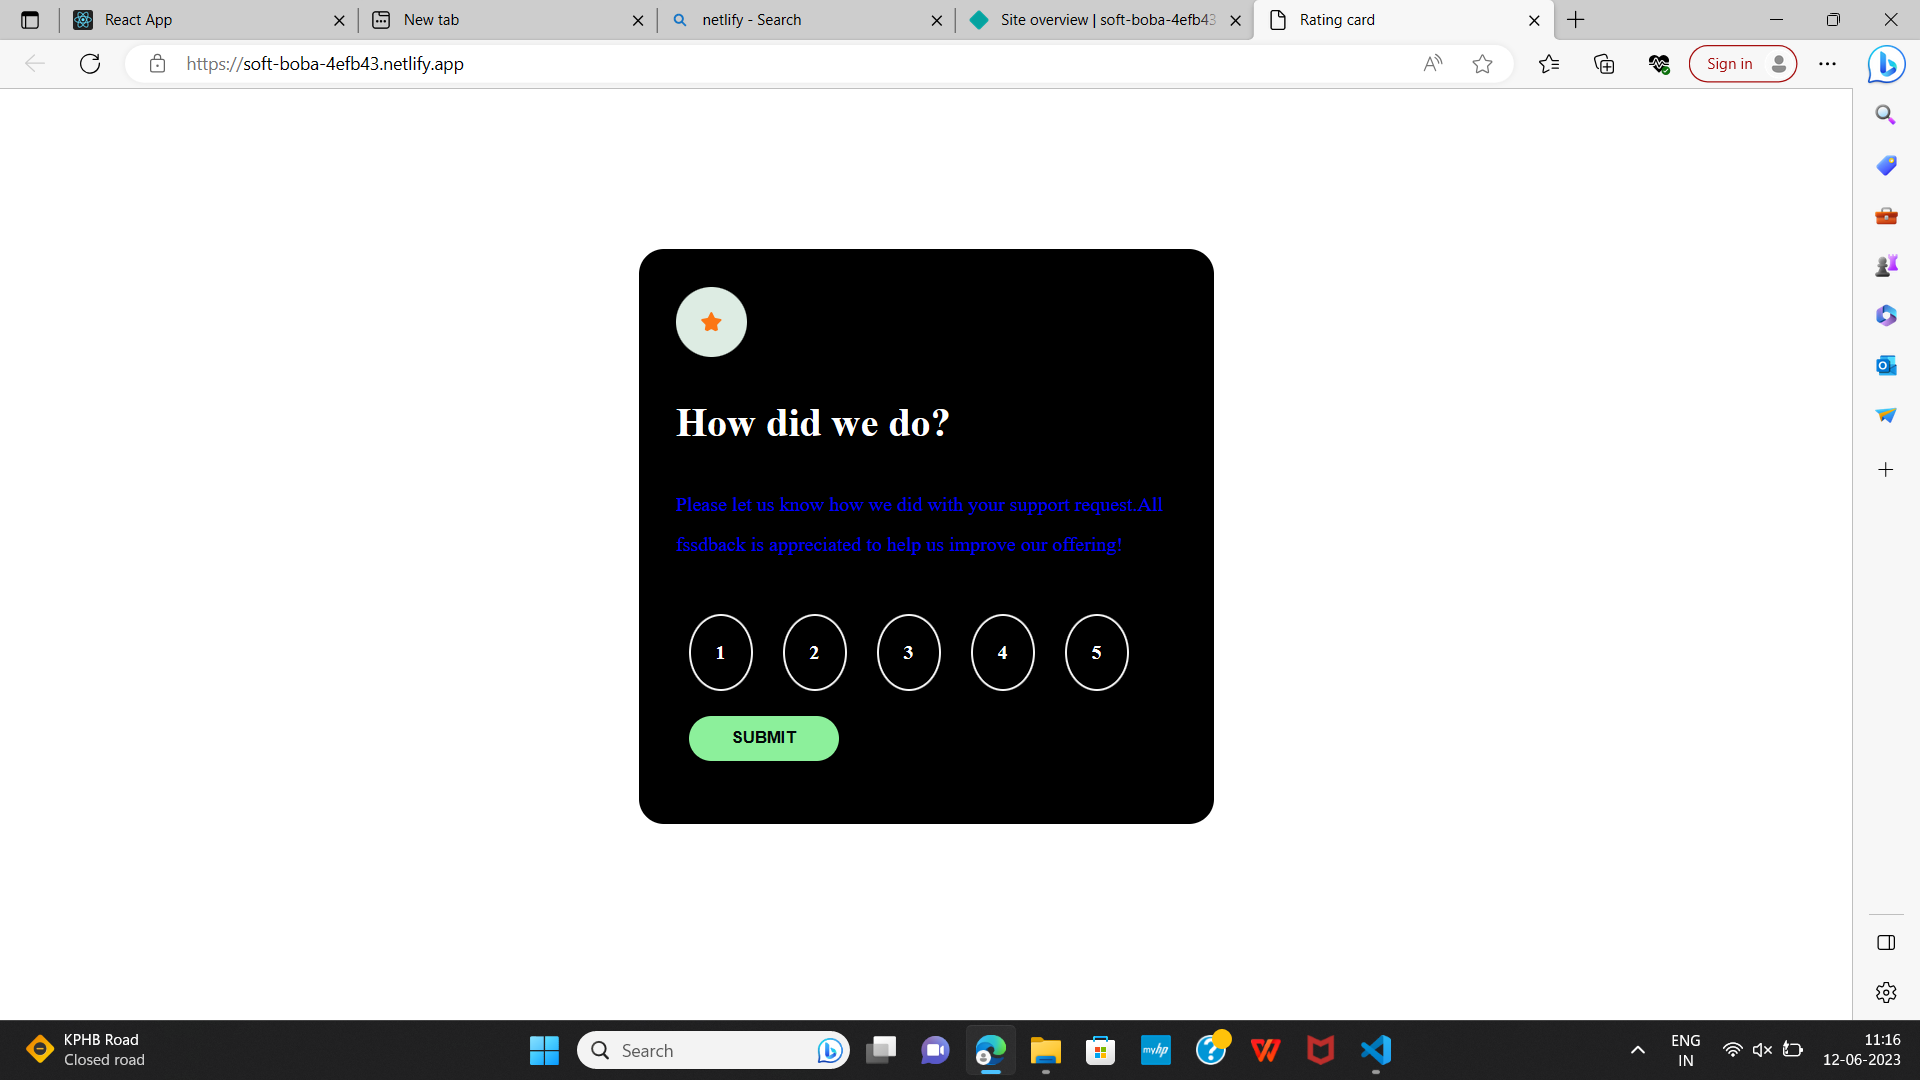 React App
New tab
netlify - Search
Site overview | soft-boba-4efb43
Rating card
https://soft-boba-4efb43.netlify.app
Sign in
How did we do?
Please let us know how we did with your support request.All
fssdback is appreciated to help us improve our offering!
1 2 3 4 5
SUBMIT
KPHB Road
Closed road
Search
myhp
ENG
IN
11:16
12-06-2023